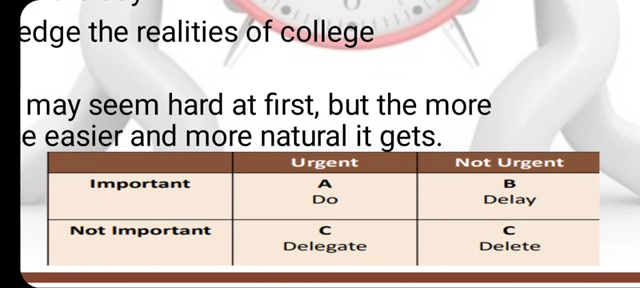 edge the realities of college
may seem hard at first, but the more
e easier and more natural it gets.
Urgent Not Urgent
Important A B
Do Delay
Not Important C C
Delegate Delete